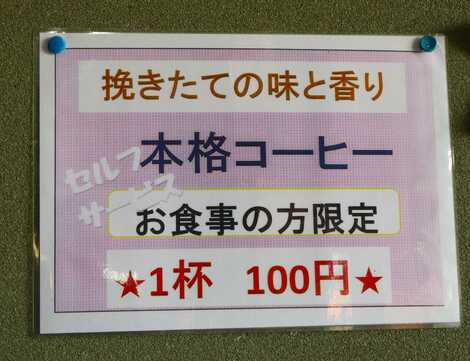 挽きたての味と香り
本格コーヒー
セルフ
サービス
お食事の方限定
★1杯 100円★